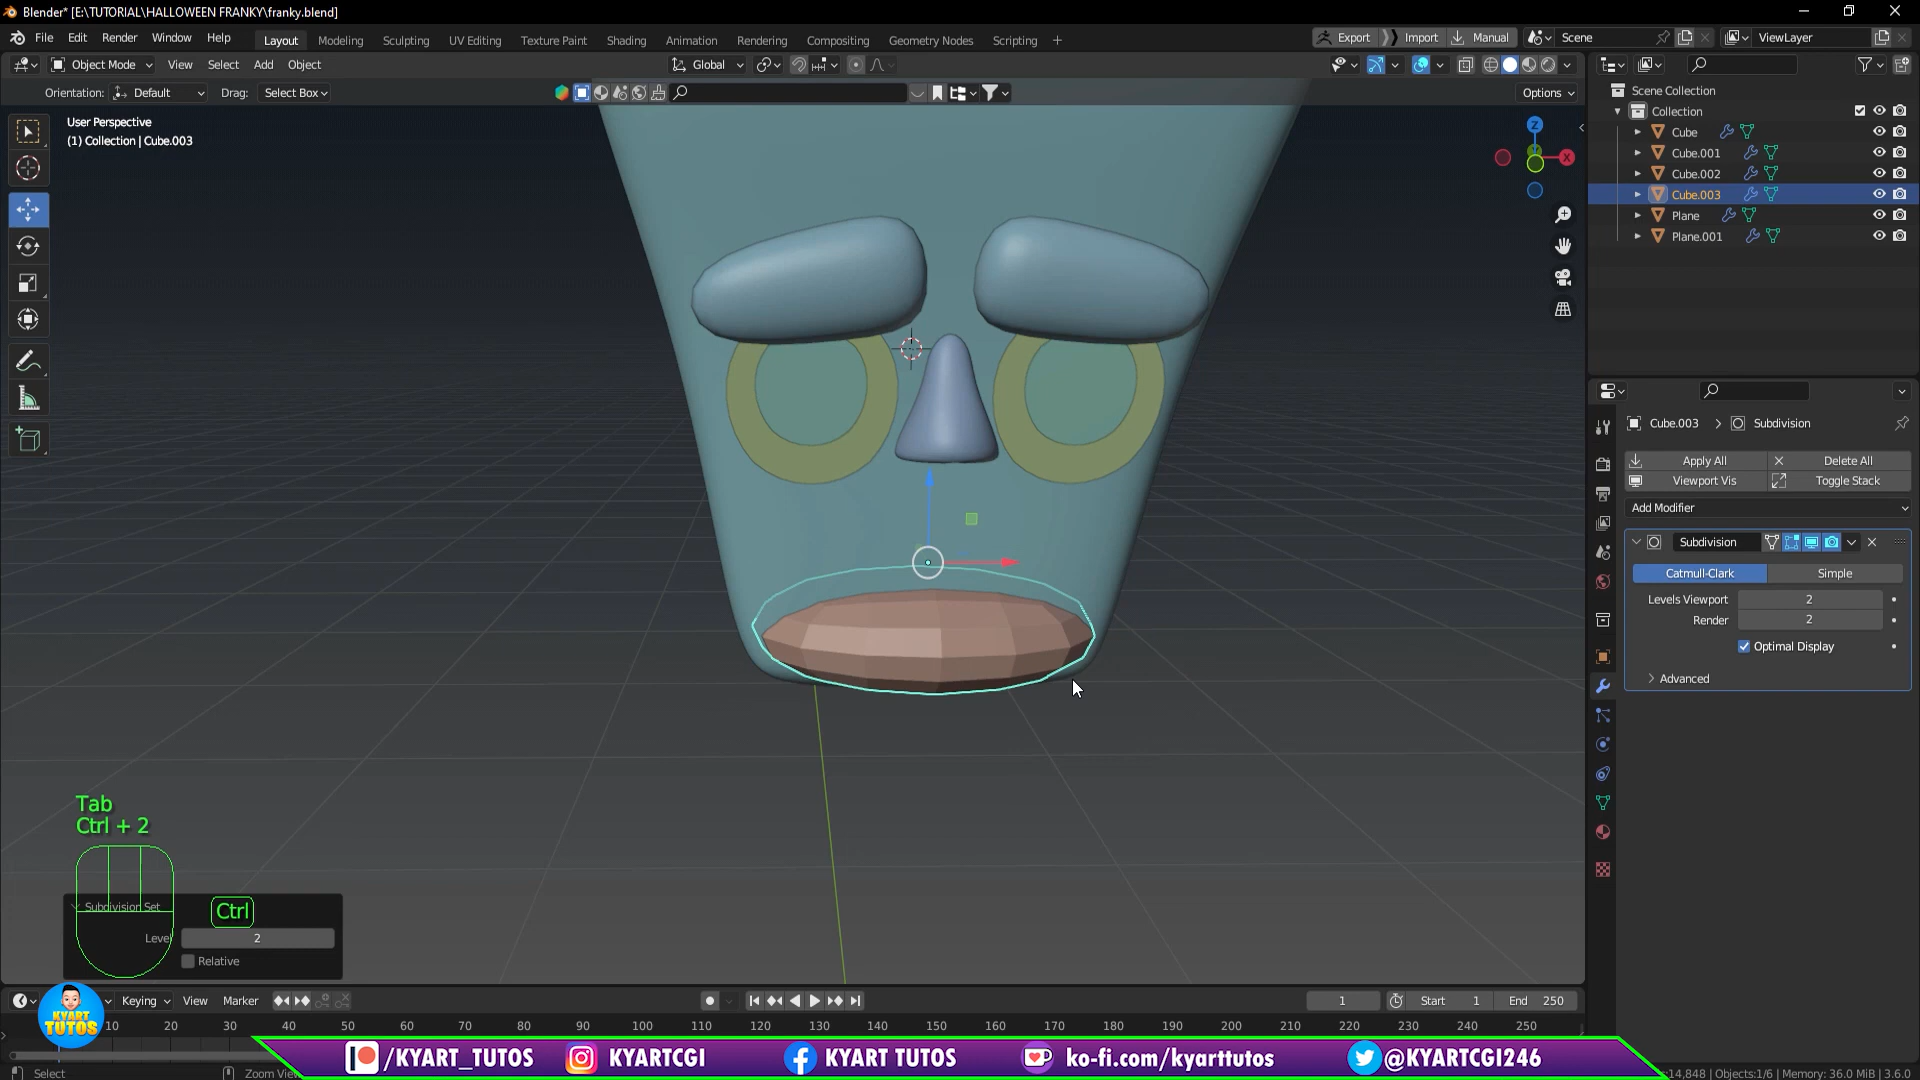 Blender* [E:\TUTORIAL\HALLOWEEN FRANKY\franky.blend]
File Edit Render Window Help Layout Modeling Sculpting UV Editing Texture Paint Shading Animation Rendering Compositing Geometry Nodes Scripting + Export Import Manual Scene ViewLayer
Object Mode View Select Add Object Global
Orientation: Default Drag: Select Box Options
User Perspective
(1) Collection | Cube.003
Z
X
Scene Collection
Collection
Cube
Cube.001
Cube.002
Cube.003
Plane
Plane.001
Cube.003 > Subdivision
Apply All Delete All
Viewport Vis Toggle Stack
Add Modifier
Subdivision
Catmull-Clark Simple
Levels Viewport 2
Render 2
Optimal Display
Advanced
Tab
Ctrl + 2
Subdivision Set
Ctrl
Level 2
Relative
Keying View Marker 1 Start 1 End 250
10 20 30 40 50 60 70 80 90 100 110 120 130 140 150 160 170 180 190 200 210 220 230 240 250
KYART TUTOS
/KYART_TUTOS KYARTCGI KYART TUTOS ko-fi.com/kyarttutos @KYARTCGI246
Select Zoom :14,848 | Objects:1/6 | Memory: 36.0 MiB | 3.6.0